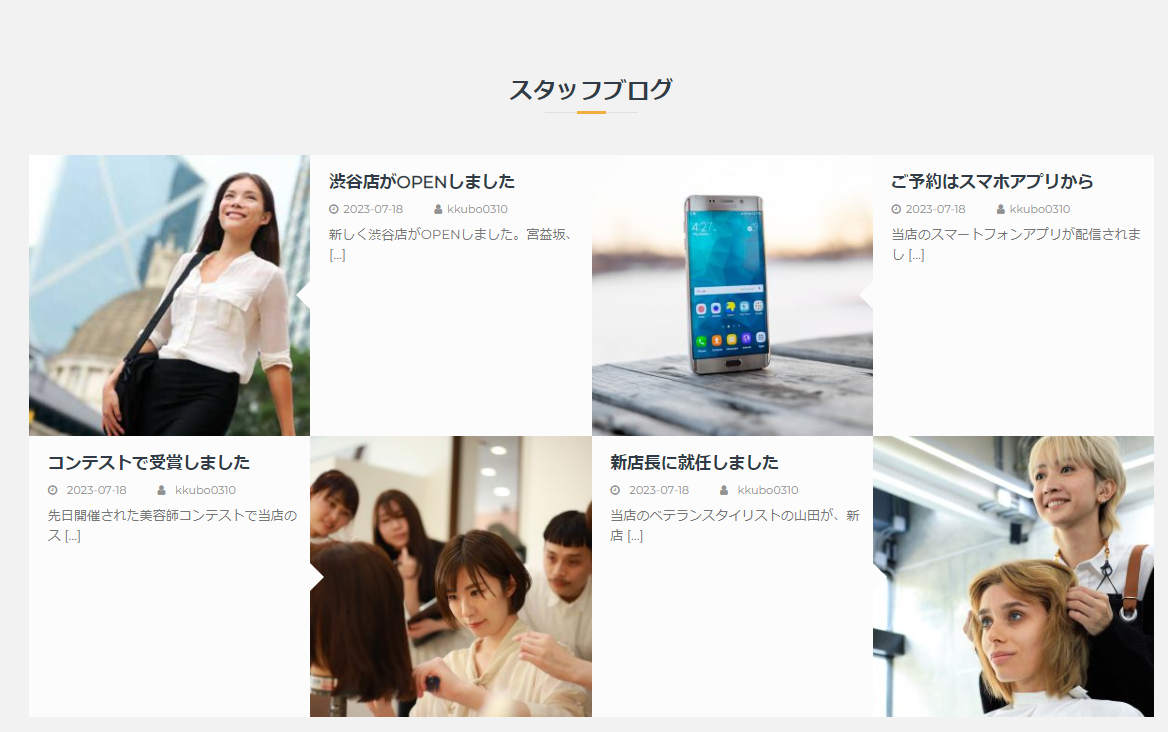 スタッフブログ
渋谷店がOPENしました
2023-07-18 kkubo0310
新しく渋谷店がOPENしました。宮益坂、
[...]
ご予約はスマホアプリから
2023-07-18 kkubo0310
当店のスマートフォンアプリが配信されま
し [...]
4:27
コンテストで受賞しました
2023-07-18 kkubo0310
先日開催された美容師コンテストで当店の
ス [...]
新店長に就任しました
2023-07-18 kkubo0310
当店のベテランスタイリストの山田が、新
店 [...]